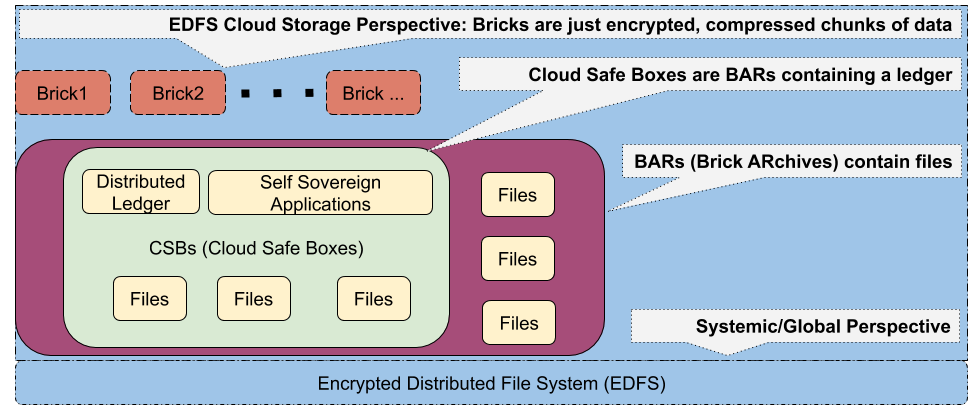 EDFS Cloud Storage Perspective: Bricks are just encrypted, compressed chunks of data
Cloud Safe Boxes are BARs containing a ledger
Brick1
Brick2
Brick ...
BARs (Brick ARchives) contain files
Distributed
Ledger
Self Sovereign
Applications
Files
CSBs (Cloud Safe Boxes)
Files
Files
Files
Files
Files
Systemic/Global Perspective
Encrypted Distributed File System (EDFS)